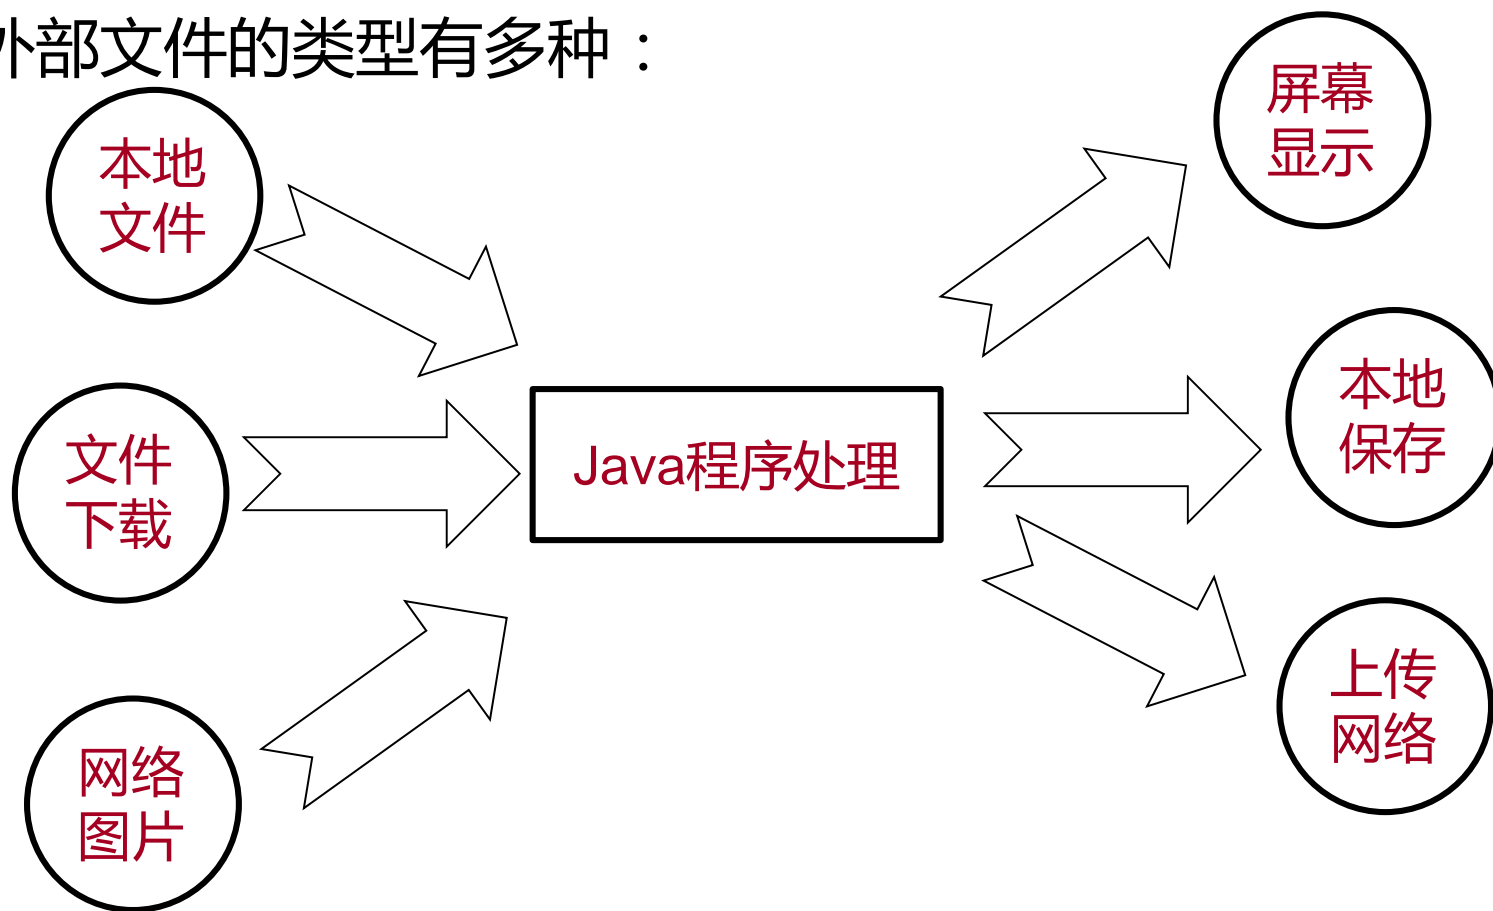 外部文件的类型有多种：
本地
文件
文件
下载
网络
图片
Java程序处理
屏幕
显示
本地
保存
上传
网络